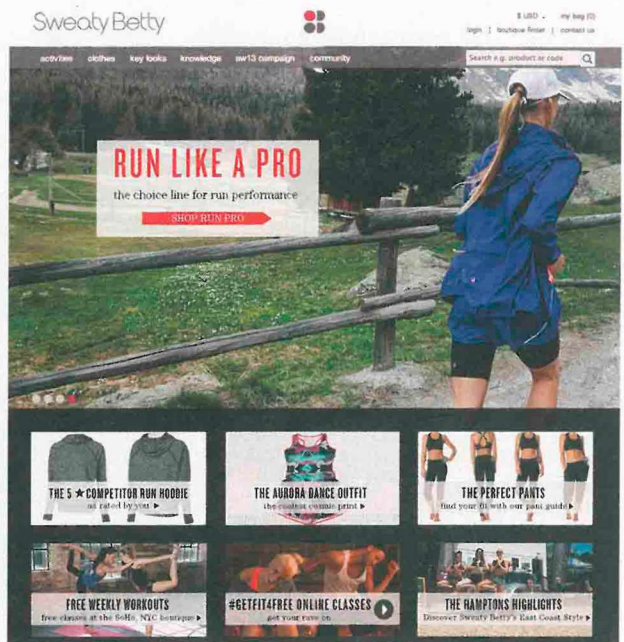 Sweaty Betty
$ USD
my bag (0)
login | boutique finder | contact us
activities clothes key looks knowledge aw13 campaign community
Search e.g. product or code
RUN LIKE A PRO
the choice line for run performance
SHOP RUN PRO
THE 5 ★ COMPETITOR RUN HOODIE
as rated by you ▶
THE AURORA DANCE OUTFIT
the coolest cosmic print ▶
THE PERFECT PANTS
find your fit with our pant guide ▶
FREE WEEKLY WORKOUTS
free classes at the SoHo, NYC boutique ▶
#GETFIT4FREE ONLINE CLASSES
get your rave on
THE HAMPTONS HIGHLIGHTS
Discover Sweaty Betty's East Coast Style ▶